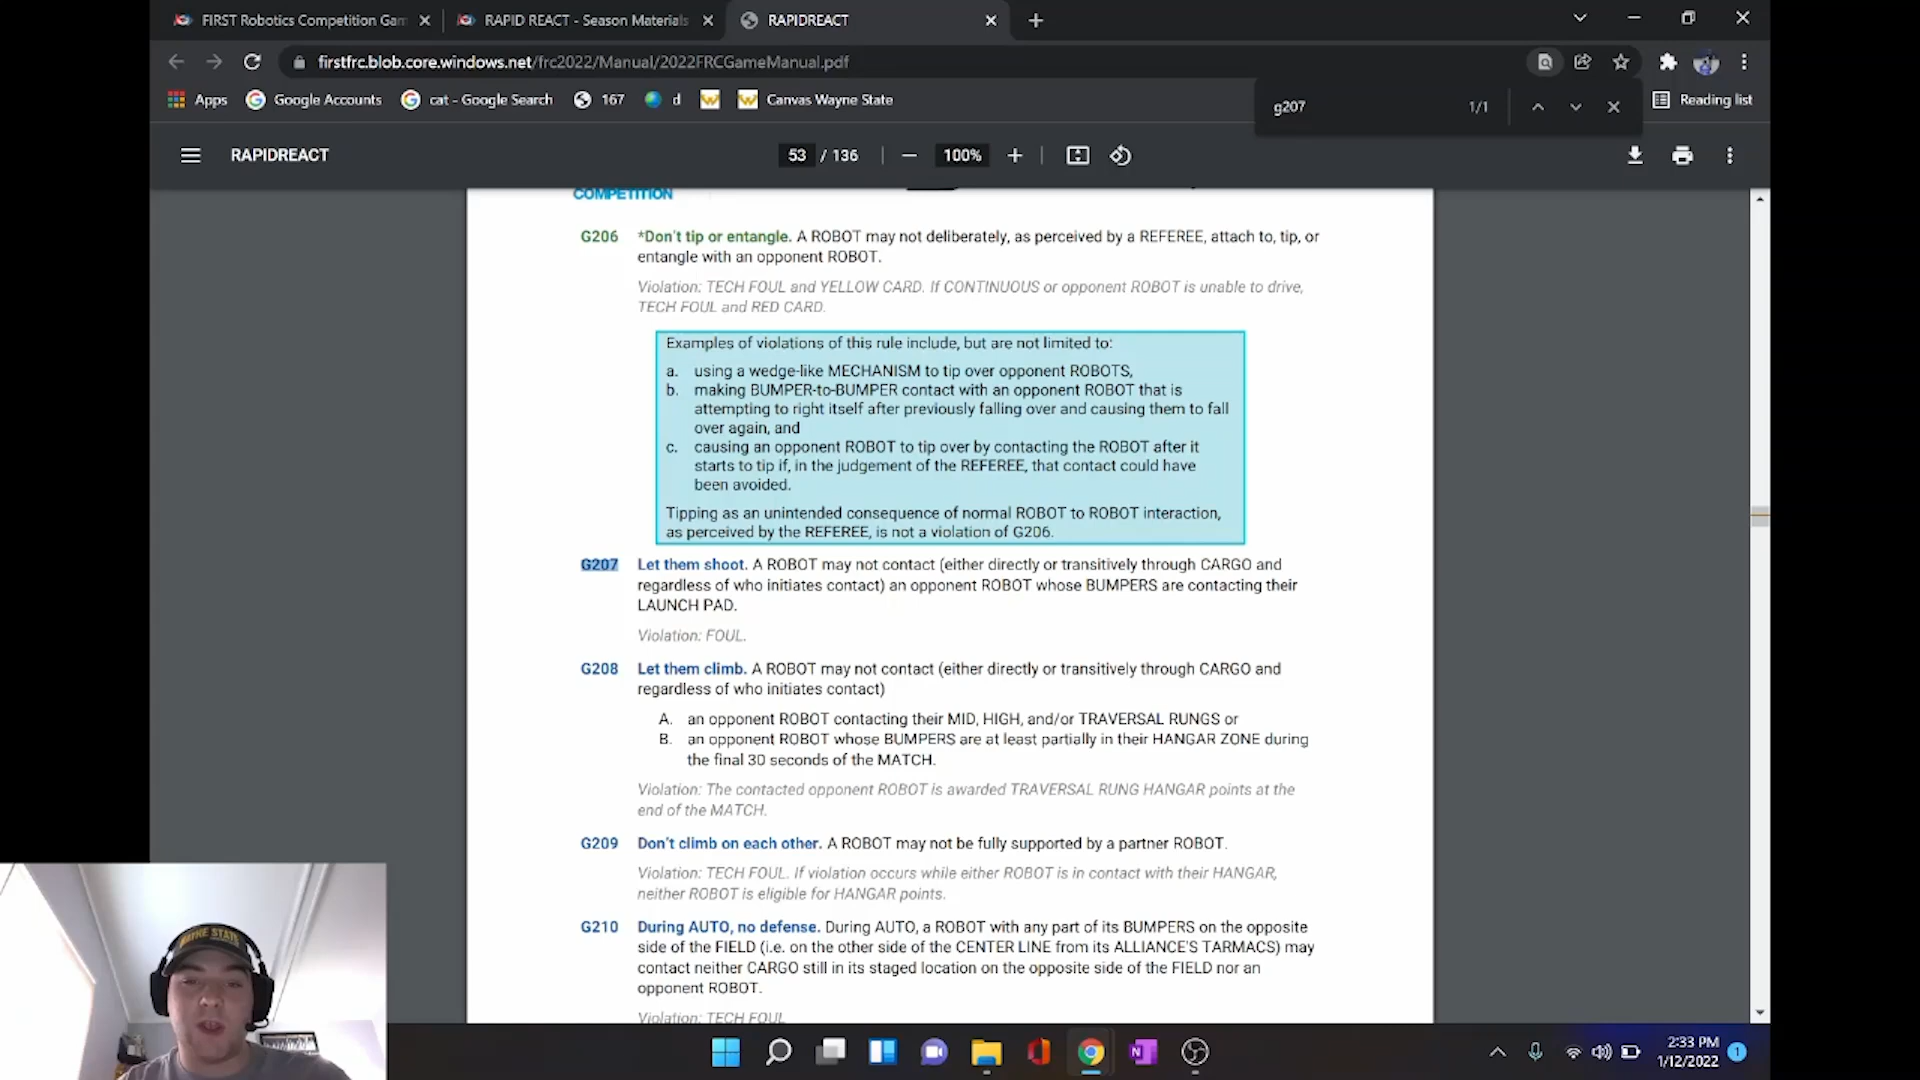 FIRST Robotics Competition Gam
RAPID REACT - Season Materials
RAPIDREACT
firstfrc.blob.core.windows.net/frc2022/Manual/2022FRCGameManual.pdf
Apps
Google Accounts
cat - Google Search
167
d
Canvas Wayne State
g207
1/1
Reading list
RAPIDREACT
53 / 136
100%
COMPETITION
G206 *Don't tip or entangle. A ROBOT may not deliberately, as perceived by a REFEREE, attach to, tip, or
entangle with an opponent ROBOT.
Violation: TECH FOUL and YELLOW CARD. If CONTINUOUS or opponent ROBOT is unable to drive,
TECH FOUL and RED CARD.
Examples of violations of this rule include, but are not limited to:
a. using a wedge-like MECHANISM to tip over opponent ROBOTS,
b. making BUMPER-to-BUMPER contact with an opponent ROBOT that is
attempting to right itself after previously falling over and causing them to fall
over again, and
c. causing an opponent ROBOT to tip over by contacting the ROBOT after it
starts to tip if, in the judgement of the REFEREE, that contact could have
been avoided.
Tipping as an unintended consequence of normal ROBOT to ROBOT interaction,
as perceived by the REFEREE, is not a violation of G206.
G207 Let them shoot. A ROBOT may not contact (either directly or transitively through CARGO and
regardless of who initiates contact) an opponent ROBOT whose BUMPERS are contacting their
LAUNCH PAD.
Violation: FOUL.
G208 Let them climb. A ROBOT may not contact (either directly or transitively through CARGO and
regardless of who initiates contact)
A. an opponent ROBOT contacting their MID, HIGH, and/or TRAVERSAL RUNGS or
B. an opponent ROBOT whose BUMPERS are at least partially in their HANGAR ZONE during
the final 30 seconds of the MATCH.
Violation: The contacted opponent ROBOT is awarded TRAVERSAL RUNG HANGAR points at the
end of the MATCH.
G209 Don't climb on each other. A ROBOT may not be fully supported by a partner ROBOT.
Violation: TECH FOUL. If violation occurs while either ROBOT is in contact with their HANGAR,
neither ROBOT is eligible for HANGAR points.
G210 During AUTO, no defense. During AUTO, a ROBOT with any part of its BUMPERS on the opposite
side of the FIELD (i.e. on the other side of the CENTER LINE from its ALLIANCE'S TARMACS) may
contact neither CARGO still in its staged location on the opposite side of the FIELD nor an
opponent ROBOT.
Violation: TECH FOUL
WAYNE STATE
2:33 PM
1/12/2022
1